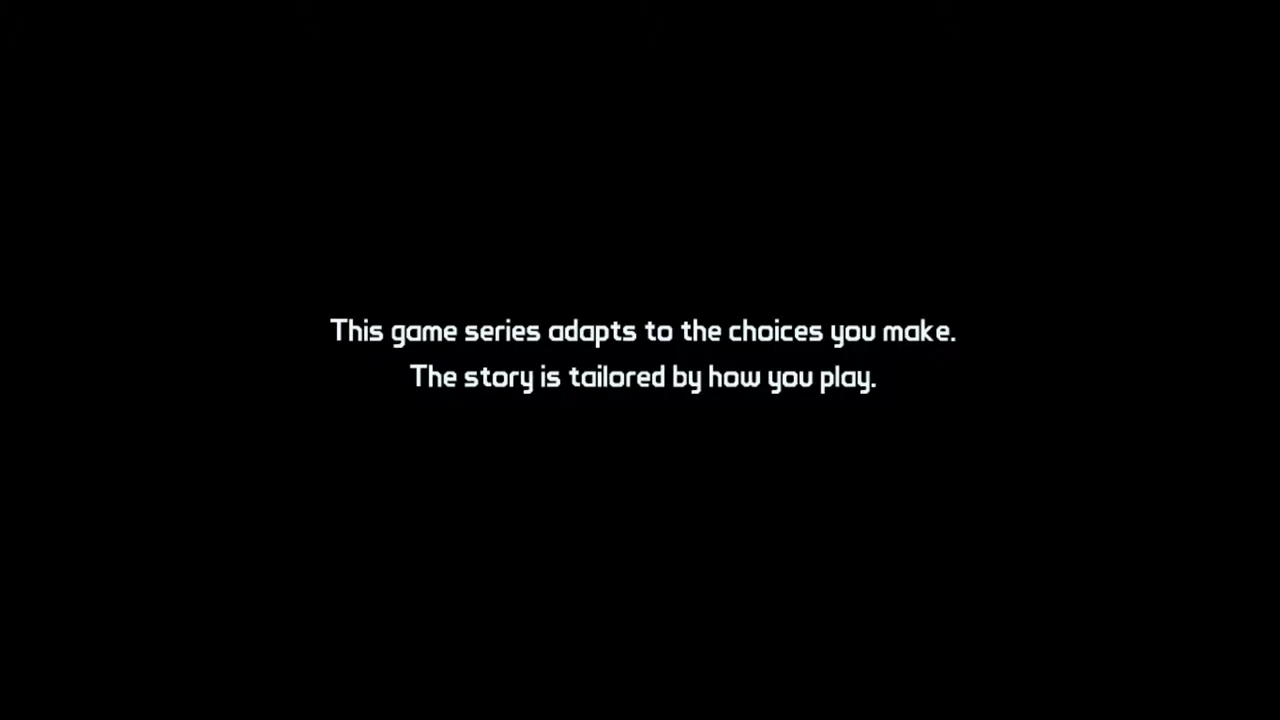 This game series adapts to the choices you make.
The story is tailored by how you play.